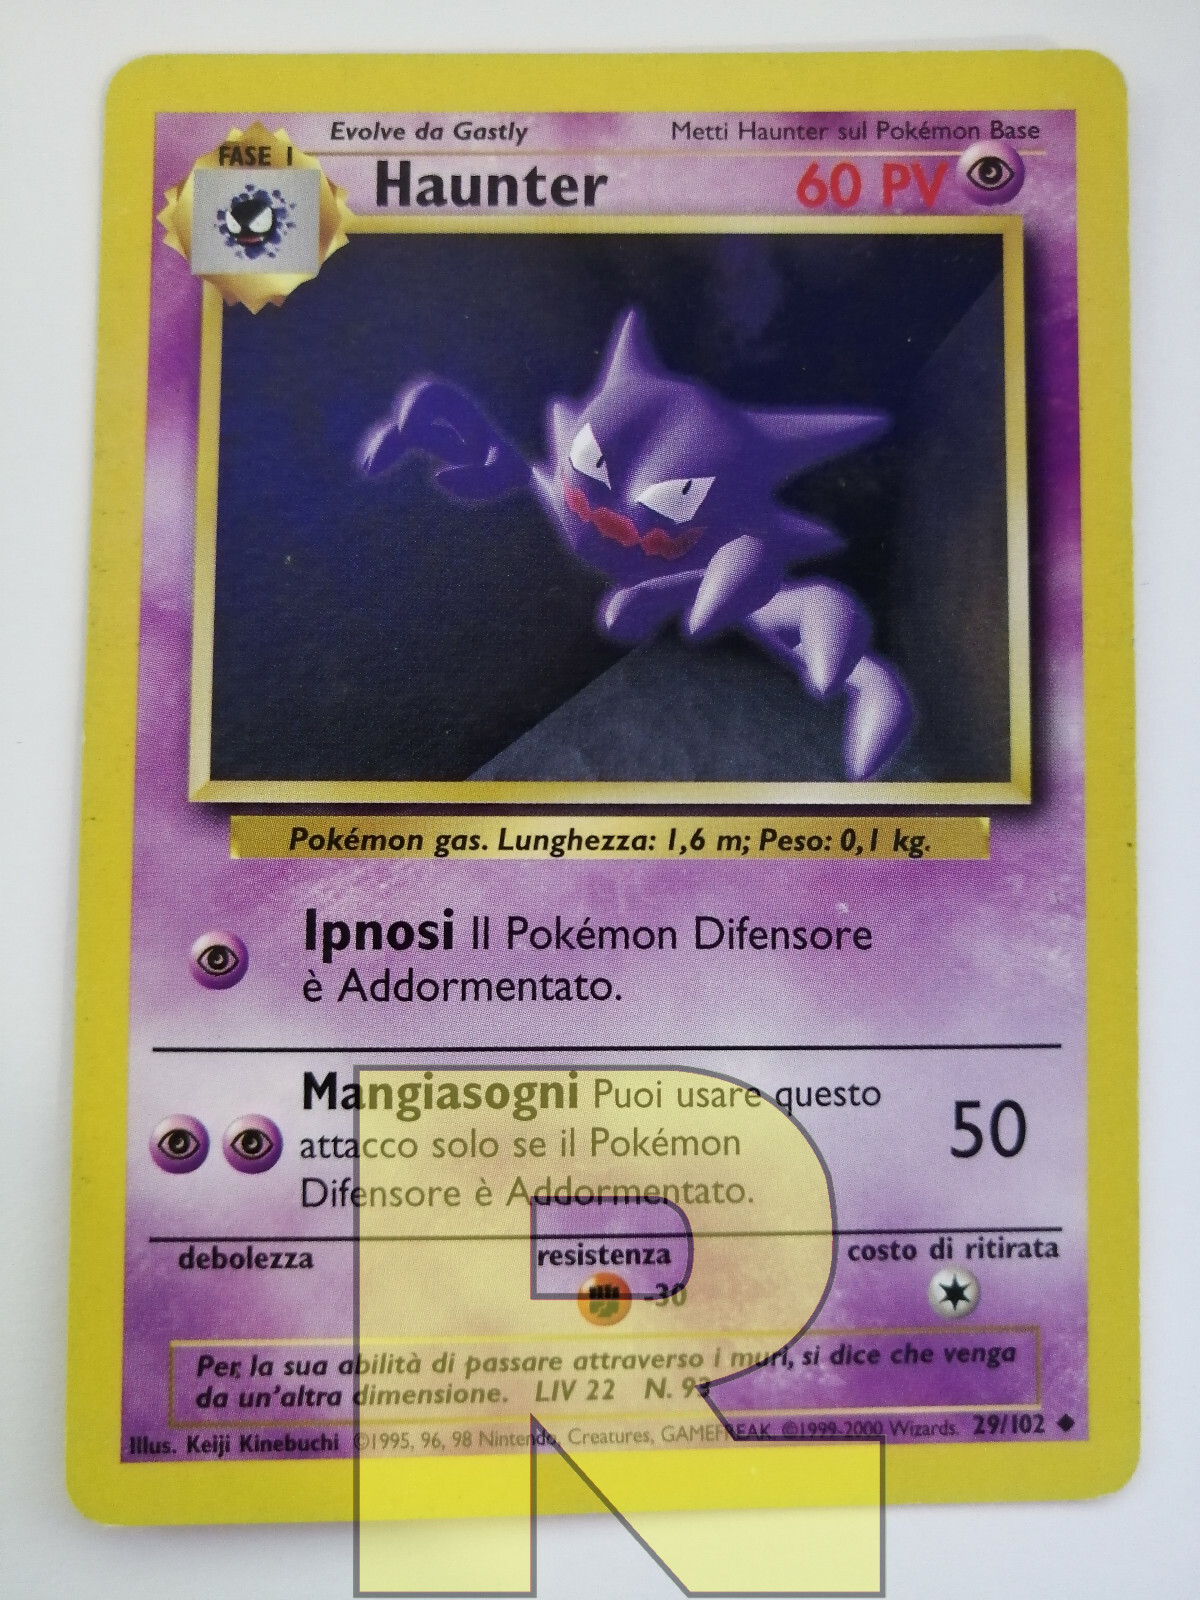 Evolve da Gastly
Metti Haunter sul Pokémon Base
FASE 1
Haunter
60 PV
Pokémon gas. Lunghezza: 1,6 m; Peso: 0,1 kg.
Ipnosi Il Pokémon Difensore
è Addormentato.
Mangiasogni Puoi usare questo
attacco solo se il Pokémon
Difensore è Addormentato.
50
debolezza
resistenza
costo di ritirata
-30
Per, la sua abilità di passare attraverso i muri, si dice che venga
da un'altra dimensione. LIV 22 N. 93
Illus. Keiji Kinebuchi ©1995, 96, 98 Nintendo, Creatures, GAMEFREAK. ©1999-2000 Wizards. 29/102
R